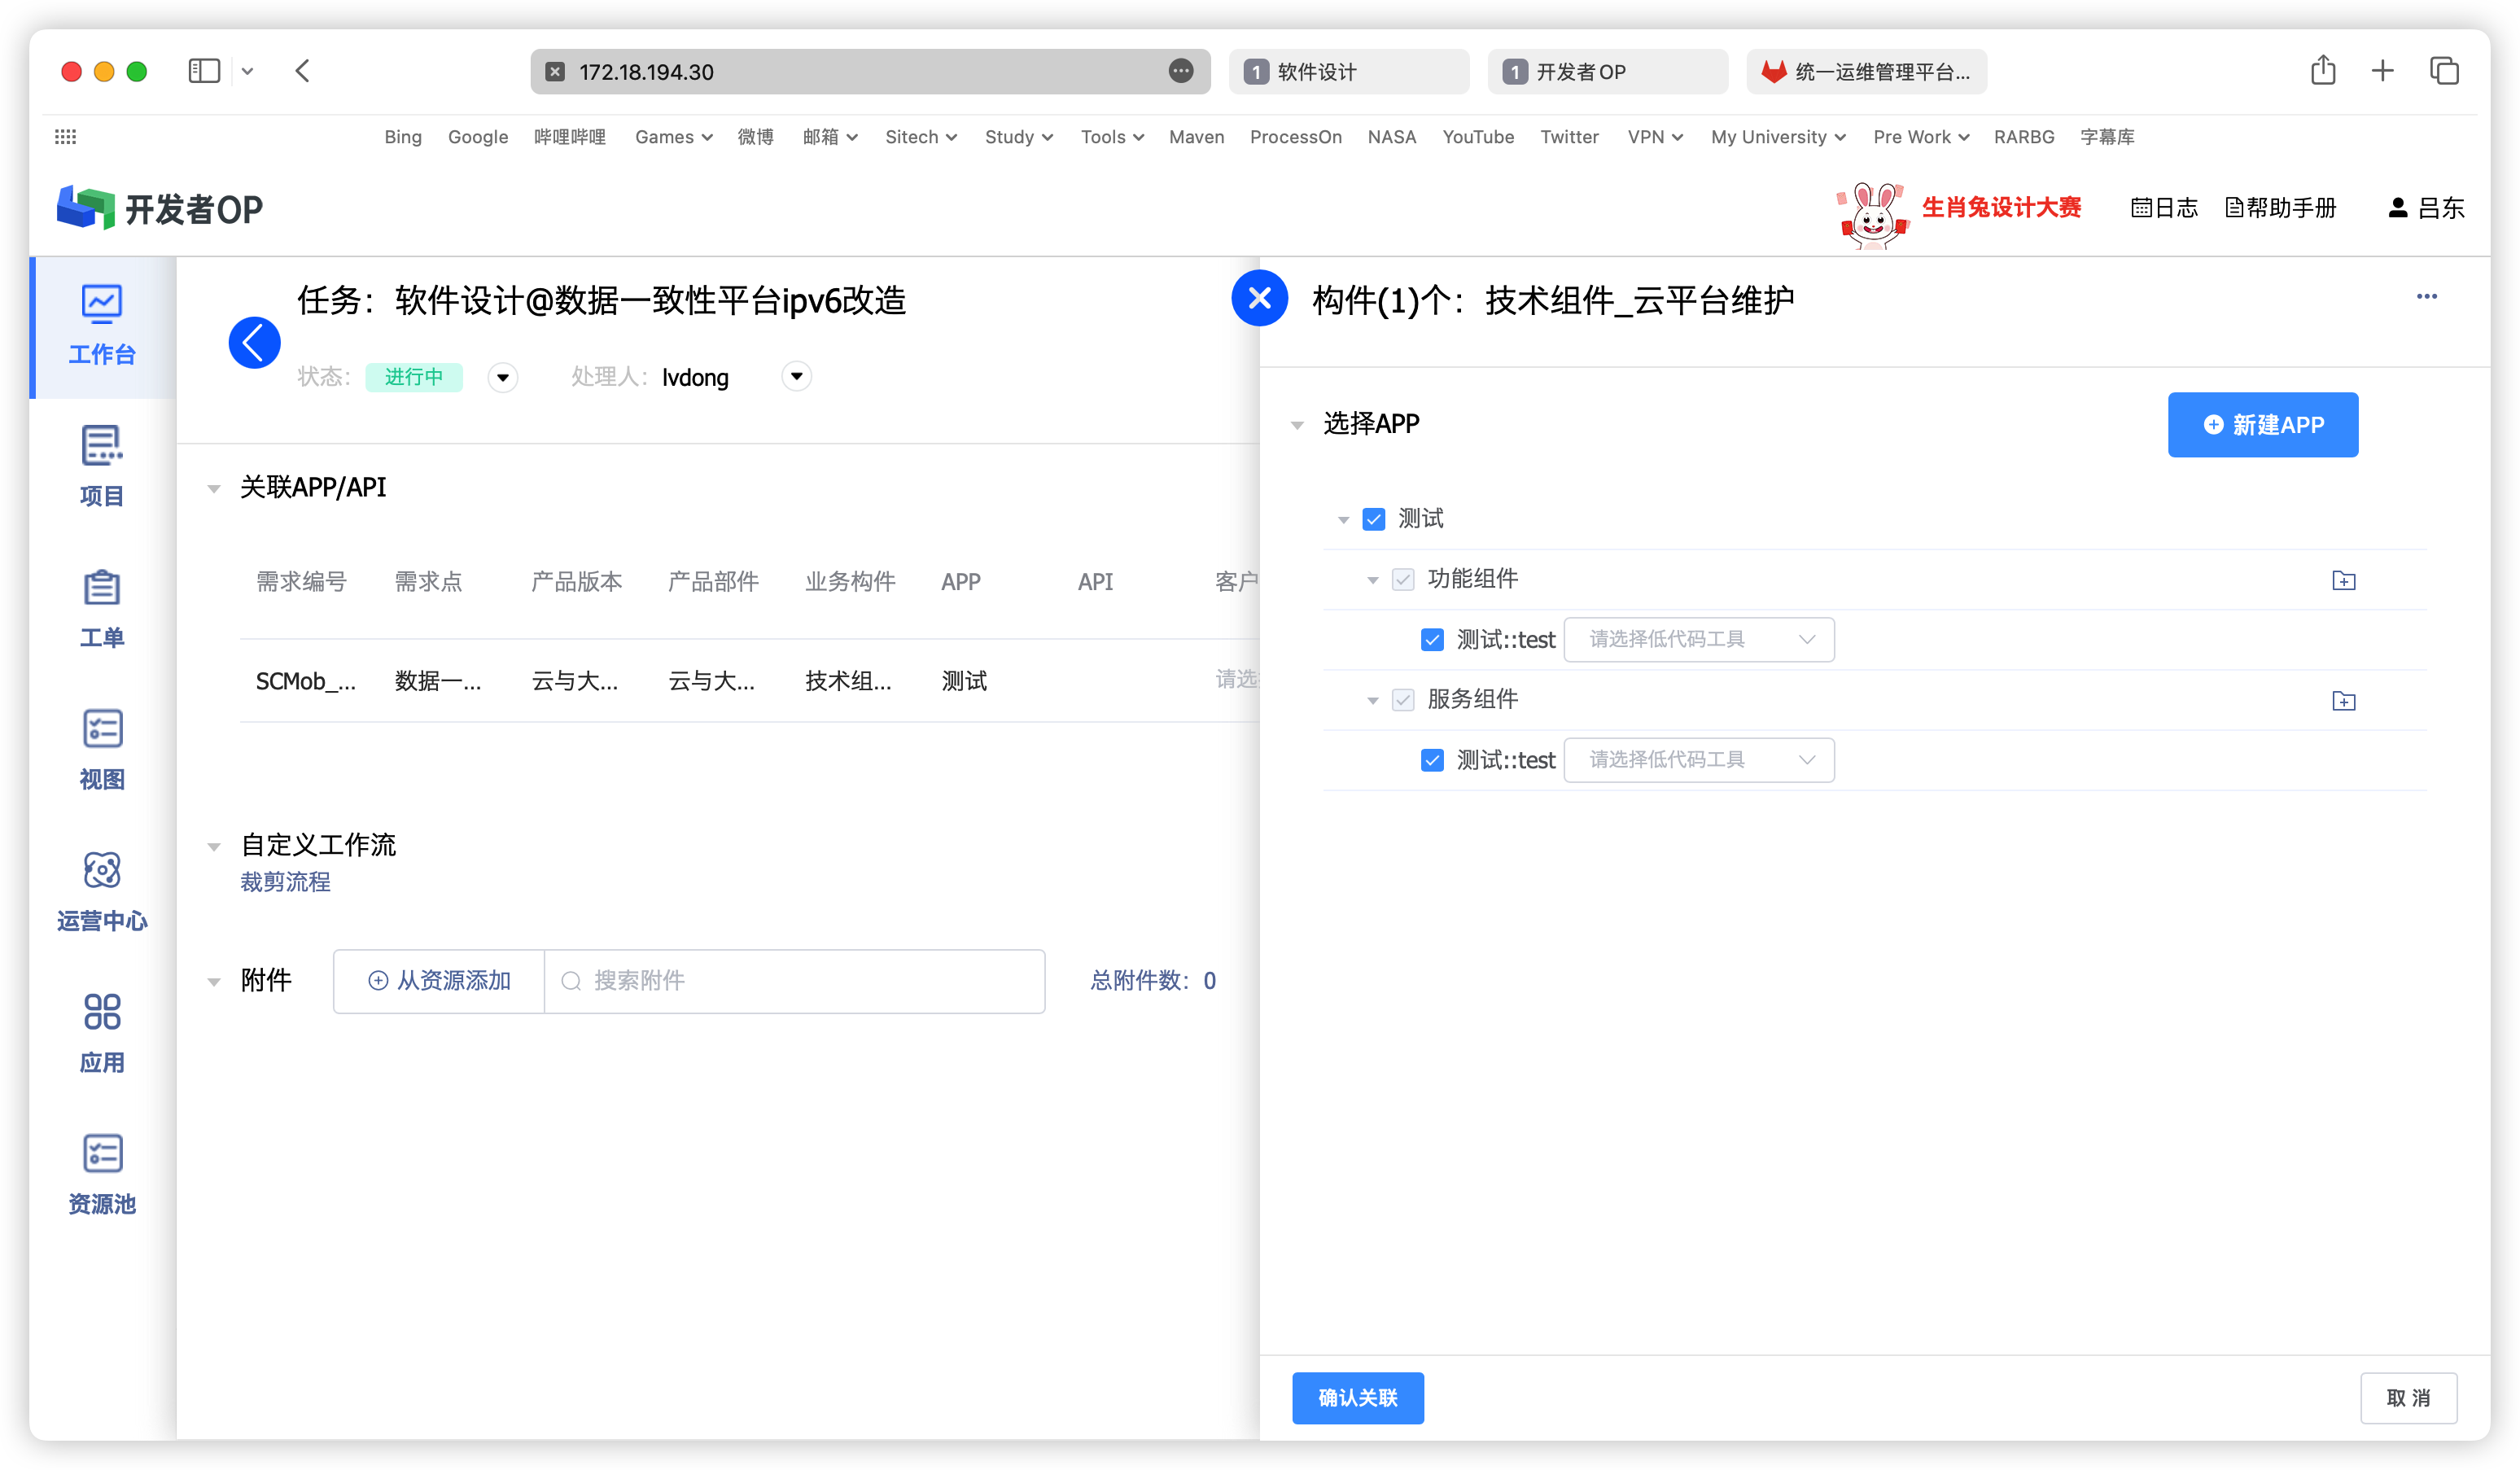 172.18.194.30
1 软件设计
1 开发者OP
统一运维管理平台...
Bing Google 哔哩哔哩 Games 微博 邮箱 Sitech Study Tools Maven ProcessOn NASA YouTube Twitter VPN My University Pre Work RARBG 字幕库
开发者OP
生肖兔设计大赛 日志 帮助手册 吕东
工作台
项目
工单
视图
运营中心
应用
资源池
任务：软件设计@数据一致性平台ipv6改造
状态： 进行中 处理人： lvdong
关联APP/API
需求编号 需求点 产品版本 产品部件 业务构件 APP API 客户
SCMob_... 数据一... 云与大... 云与大... 技术组... 测试 请选
自定义工作流
裁剪流程
附件 从资源添加 搜索附件 总附件数：0
构件(1)个：技术组件_云平台维护
选择APP 新建APP
测试
功能组件
测试::test 请选择低代码工具
服务组件
测试::test 请选择低代码工具
确认关联 取 消